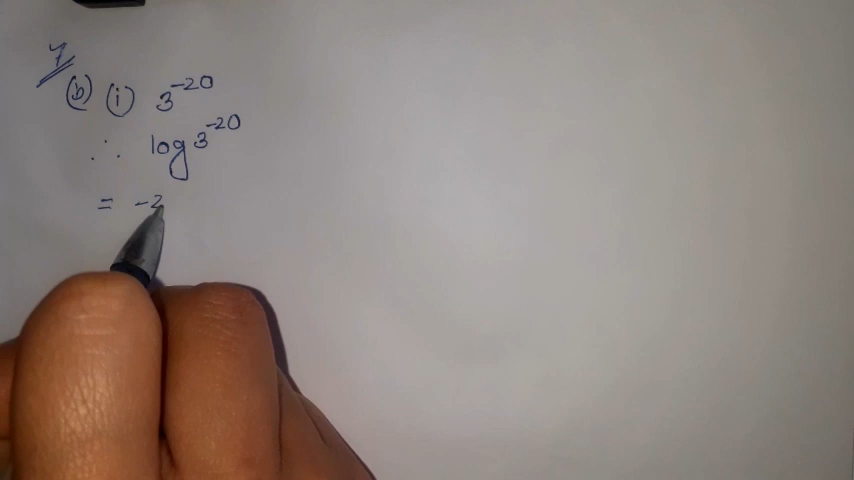 7
(b) (i) 3^-20
∴ log 3^-20
= -2